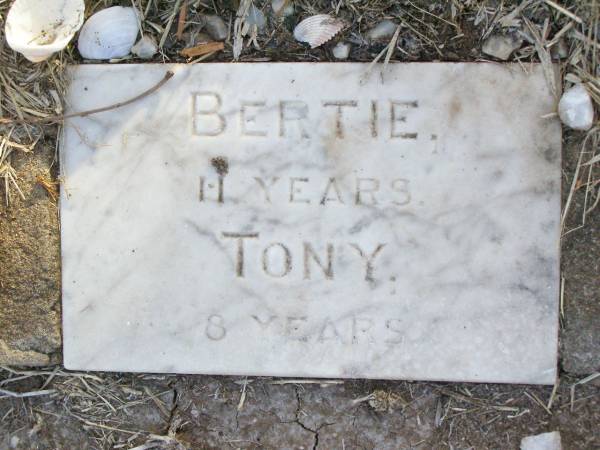 BERTIE,
11 YEARS.
TONY,
8 YEARS